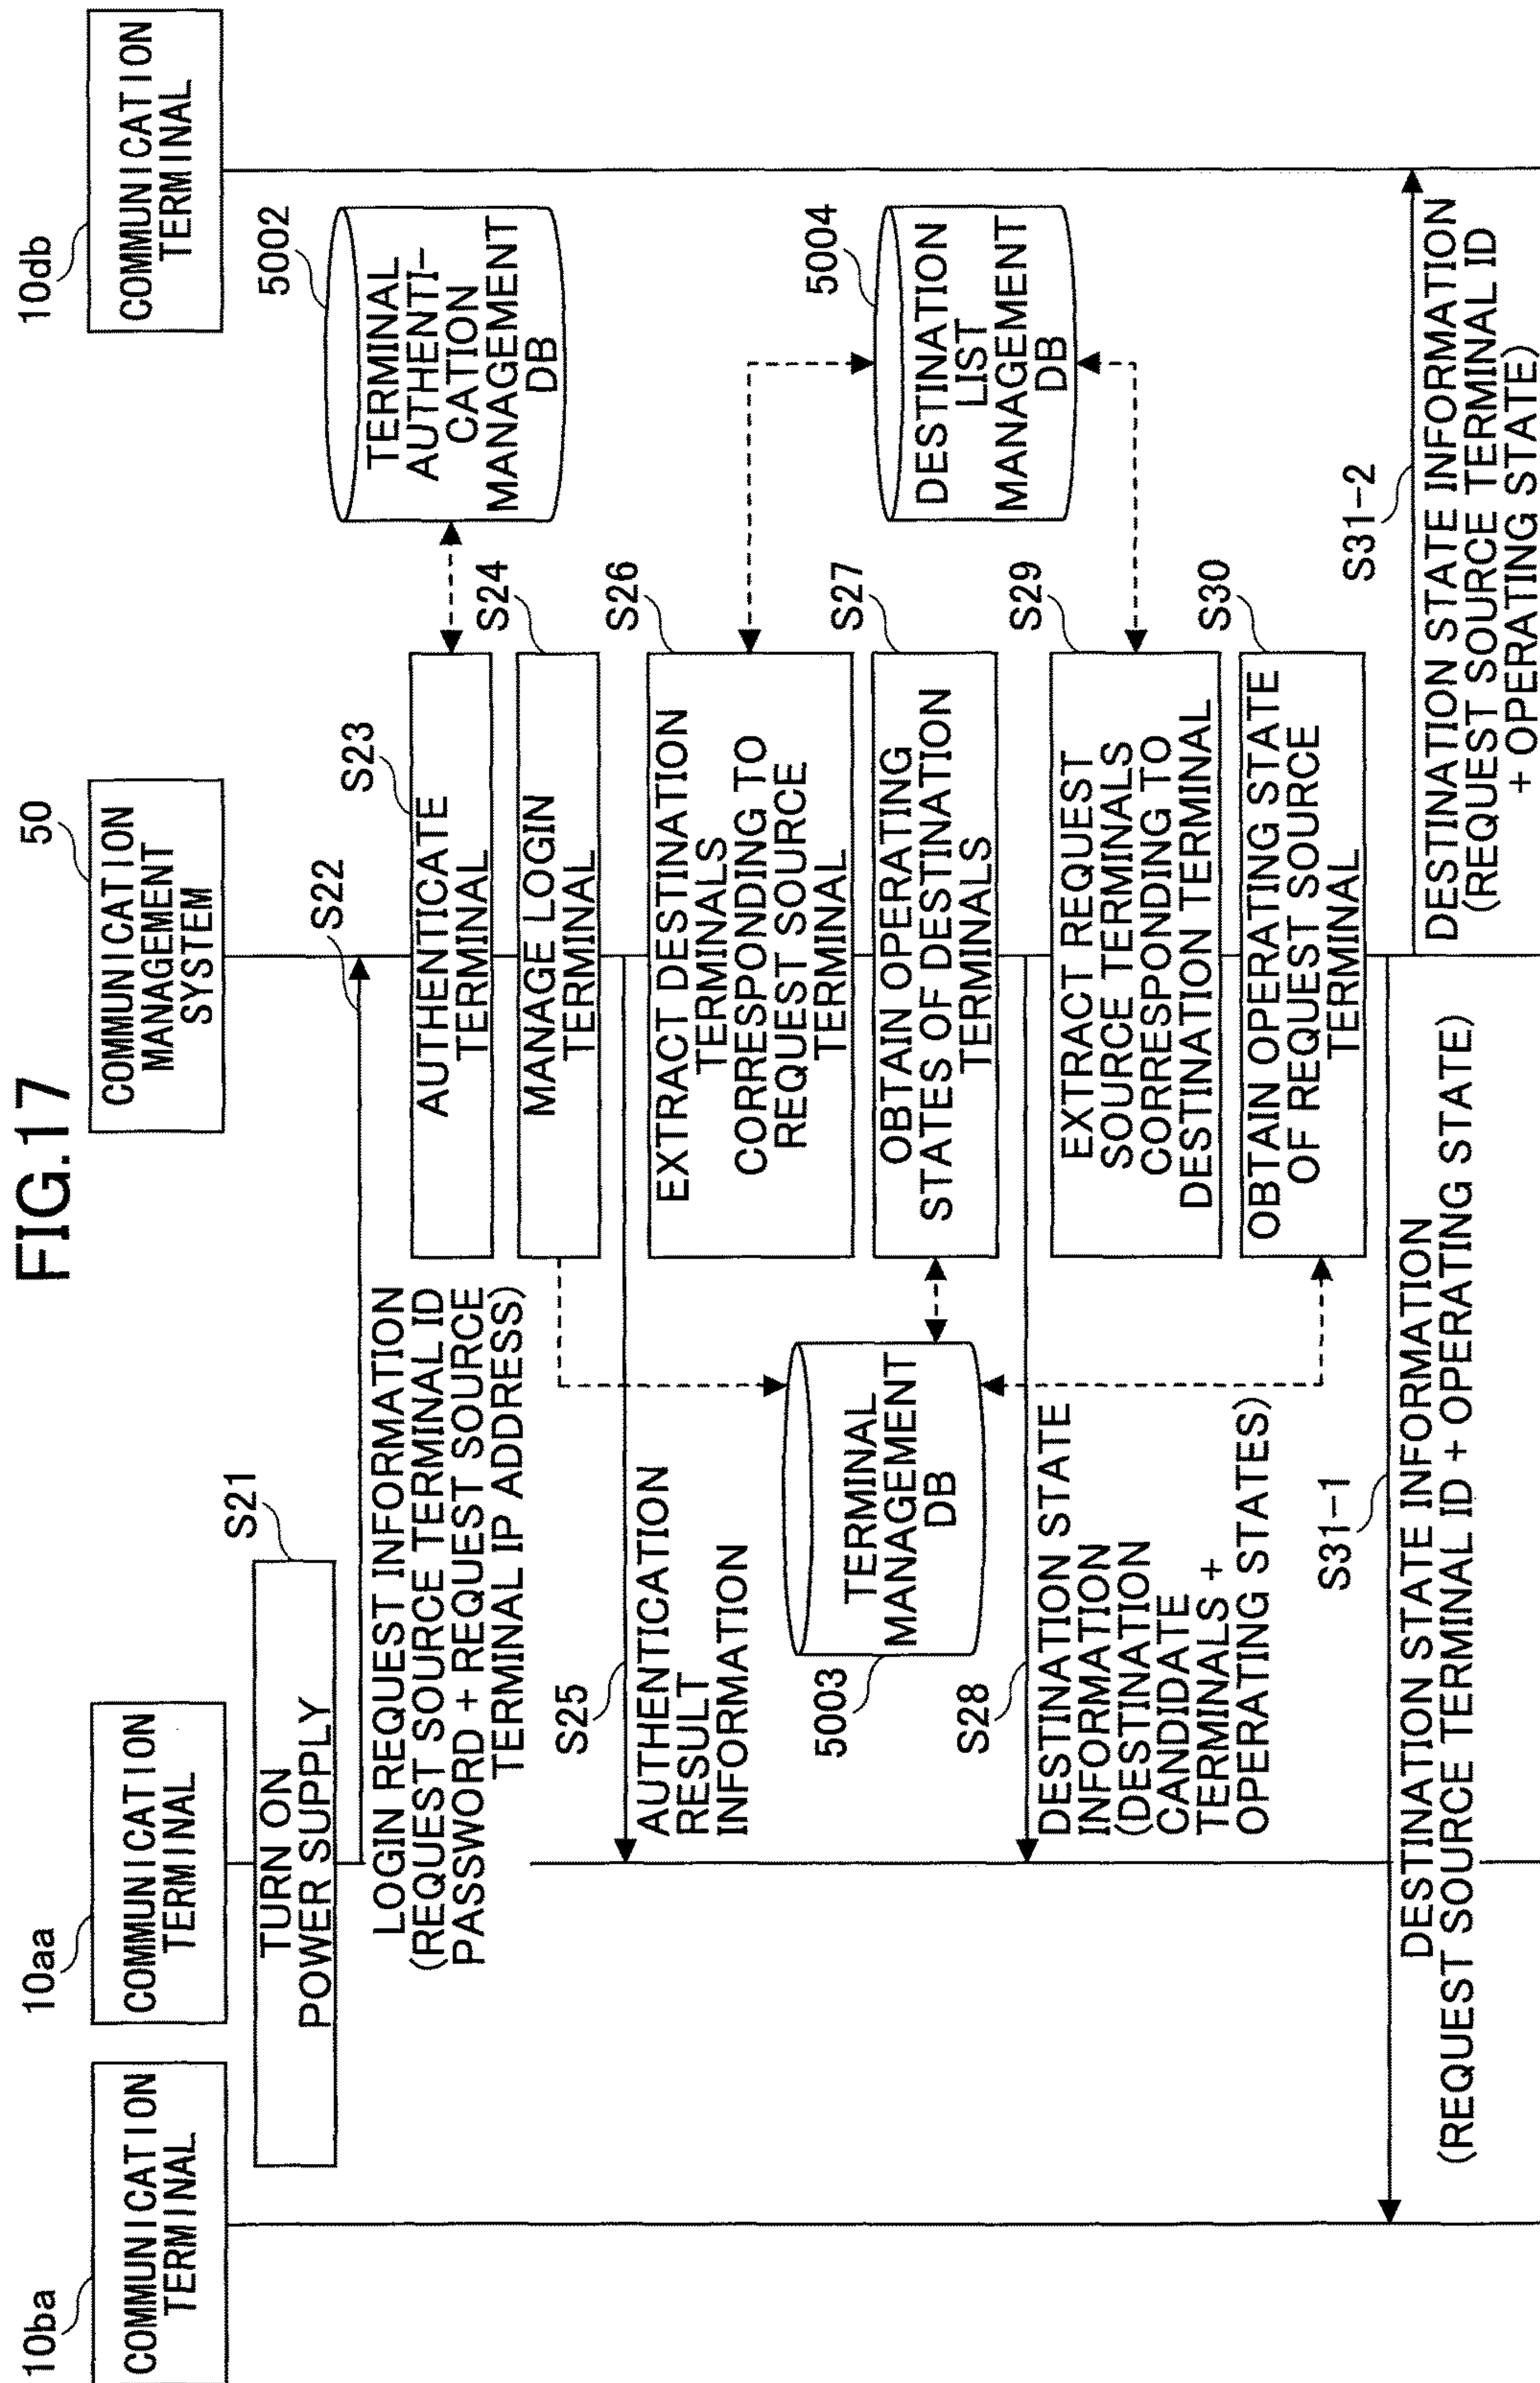 FIG.17
10ba
COMMUNICATION
TERMINAL
10aa
COMMUNICATION
TERMINAL
50
COMMUNICATION
MANAGEMENT
SYSTEM
10db
COMMUNICATION
TERMINAL
S21
TURN ON
POWER SUPPLY
S22
LOGIN REQUEST INFORMATION
(REQUEST SOURCE TERMINAL ID
PASSWORD + REQUEST SOURCE
TERMINAL IP ADDRESS)
S23
AUTHENTICATE
TERMINAL
5002
TERMINAL
AUTHENTI-
CATION
MANAGEMENT
DB
S24
MANAGE LOGIN
TERMINAL
S25
AUTHENTICATION
RESULT
INFORMATION
S26
EXTRACT DESTINATION
TERMINALS
CORRESPONDING TO
REQUEST SOURCE
TERMINAL
5003
TERMINAL
MANAGEMENT
DB
S27
OBTAIN OPERATING
STATES OF DESTINATION
TERMINALS
5004
DESTINATION
LIST
MANAGEMENT
DB
S28
DESTINATION STATE
INFORMATION
(DESTINATION
CANDIDATE
TERMINALS +
OPERATING STATES)
S29
EXTRACT REQUEST
SOURCE TERMINALS
CORRESPONDING TO
DESTINATION TERMINAL
S30
OBTAIN OPERATING STATE
OF REQUEST SOURCE
TERMINAL
S31-1
DESTINATION STATE INFORMATION
(REQUEST SOURCE TERMINAL ID + OPERATING STATE)
S31-2
DESTINATION STATE INFORMATION
(REQUEST SOURCE TERMINAL ID
+ OPERATING STATE)